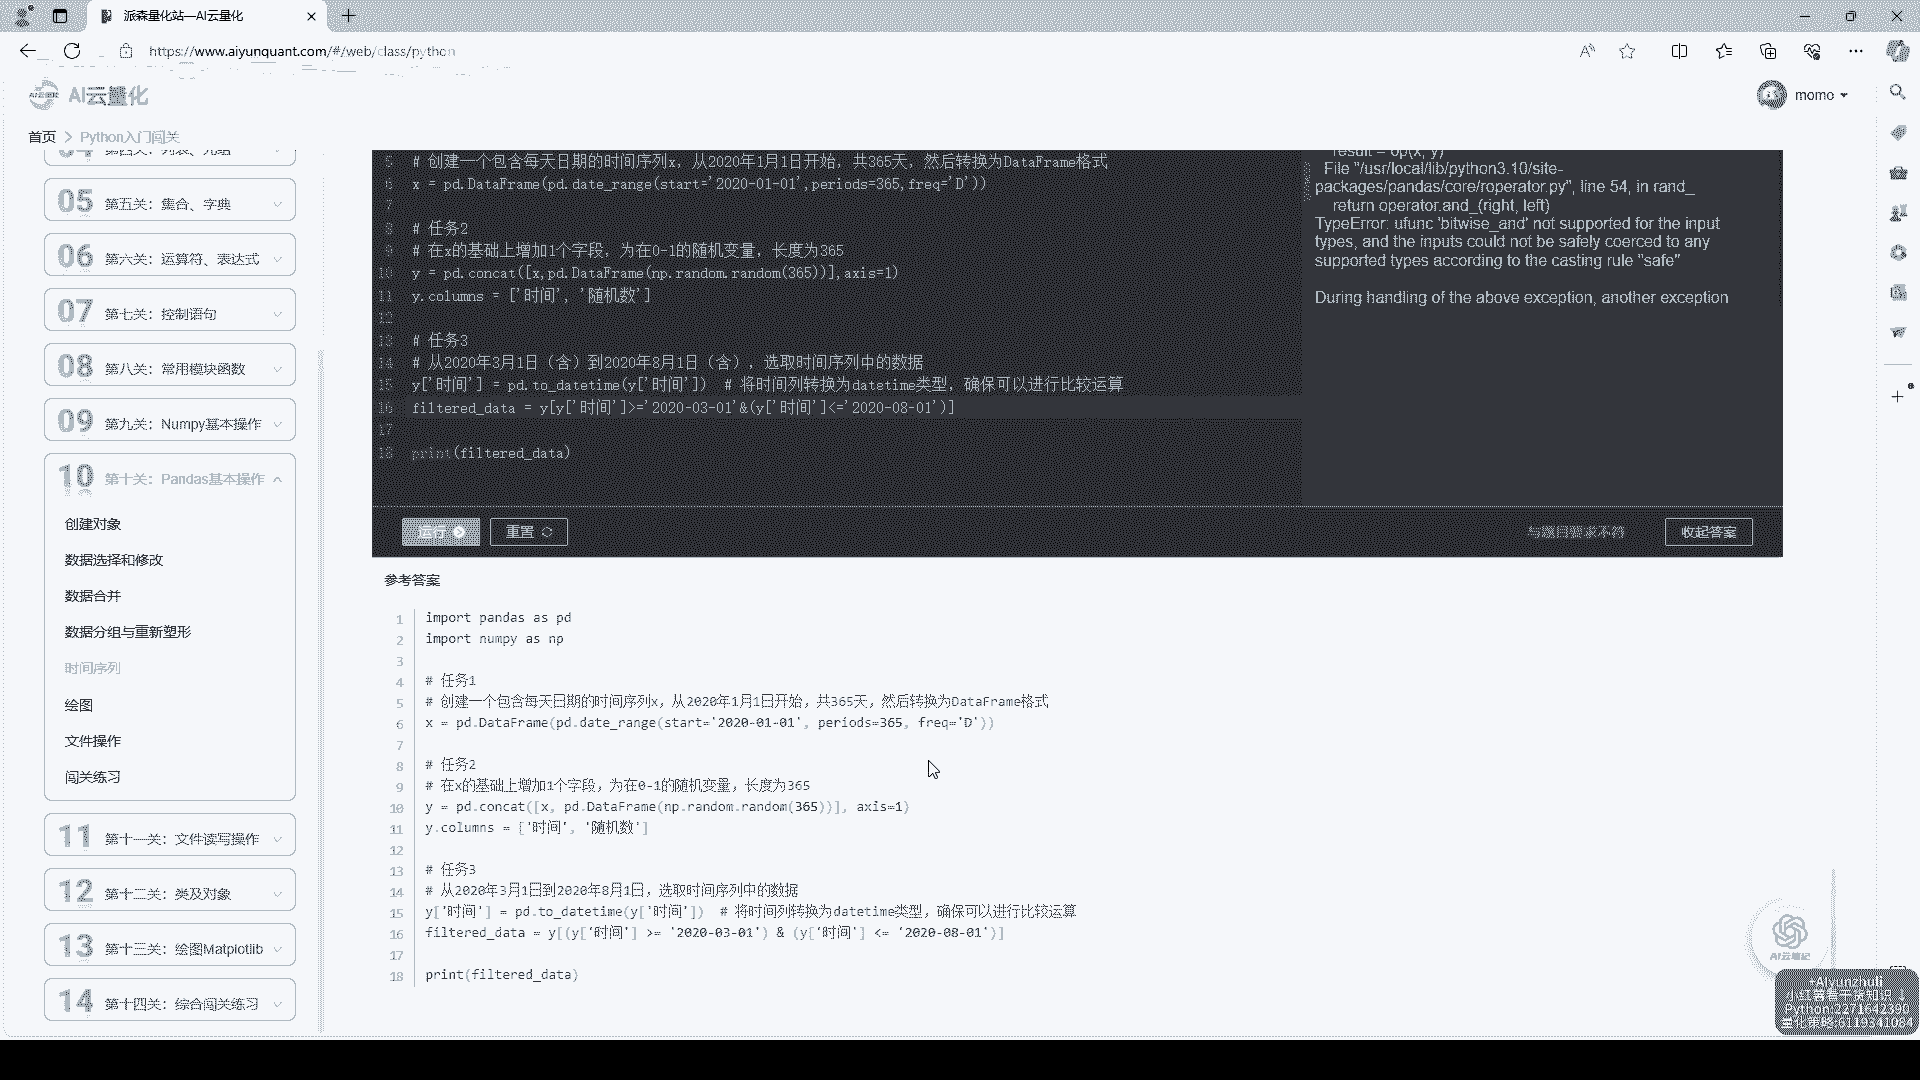 派森量化站—AI云量化
https://www.aiyunquant.com/#/web/class/python
AI云量化
momo
首页 > Python入门闯关
05 第五关：集合、字典
06 第六关：运算符、表达式
07 第七关：控制语句
08 第八关：常用模块函数
09 第九关：Numpy基本操作
10 第十关：Pandas基本操作
创建对象
数据选择和修改
数据合并
数据分组与重新塑形
时间序列
绘图
文件操作
闯关练习
11 第十一关：文件读写操作
12 第十二关：类及对象
13 第十三关：绘图Matplotlib
14 第十四关：综合闯关练习
5 # 创建一个包含每天日期的时间序列x，从2020年1月1日开始，共365天，然后转换为DataFrame格式
6 x = pd.DataFrame(pd.date_range(start='2020-01-01',periods=365,freq='D'))
7
8 # 任务2
9 # 在x的基础上增加1个字段，为在0-1的随机变量，长度为365
10 y = pd.concat([x,pd.DataFrame(np.random.random(365))],axis=1)
11 y.columns = ['时间', '随机数']
12
13 # 任务3
14 # 从2020年3月1日（含）到2020年8月1日（含），选取时间序列中的数据
15 y['时间'] = pd.to_datetime(y['时间']) # 将时间列转换为datetime类型，确保可以进行比较运算
16 filtered_data = y[y['时间']>='2020-03-01'&(y['时间']<='2020-08-01')]
17
18 print(filtered_data)
result = op(x, y)
File "/usr/local/lib/python3.10/site-
packages/pandas/core/roperator.py", line 54, in rand_
return operator.and_(right, left)
TypeError: ufunc 'bitwise_and' not supported for the input
types, and the inputs could not be safely coerced to any
supported types according to the casting rule ''safe''
During handling of the above exception, another exception
运行 重置 与题目要求不符 收起答案
参考答案
1 import pandas as pd
2 import numpy as np
3
4 # 任务1
5 # 创建一个包含每天日期的时间序列x，从2020年1月1日开始，共365天，然后转换为DataFrame格式
6 x = pd.DataFrame(pd.date_range(start='2020-01-01', periods=365, freq='D'))
7
8 # 任务2
9 # 在x的基础上增加1个字段，为在0-1的随机变量，长度为365
10 y = pd.concat([x, pd.DataFrame(np.random.random(365))], axis=1)
11 y.columns = ['时间', '随机数']
12
13 # 任务3
14 # 从2020年3月1日到2020年8月1日，选取时间序列中的数据
15 y['时间'] = pd.to_datetime(y['时间']) # 将时间列转换为datetime类型，确保可以进行比较运算
16 filtered_data = y[(y['时间'] >= '2020-03-01') & (y['时间'] <= '2020-08-01')]
17
18 print(filtered_data)
AI云笔记
+AIyunzhuli
Python:2271642390
量化策略:6119341084